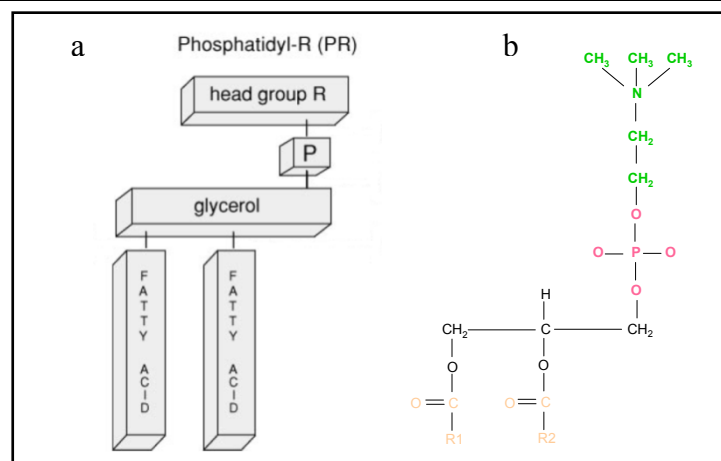 a
Phosphatidyl-R (PR)
head group R
P
glycerol
FATTY ACID
FATTY ACID
b
CH₃ CH₃ CH₃
N
CH₂
CH₂
O
O P O
O
H
CH₂ C CH₂
O O
O C O C
R1 R2